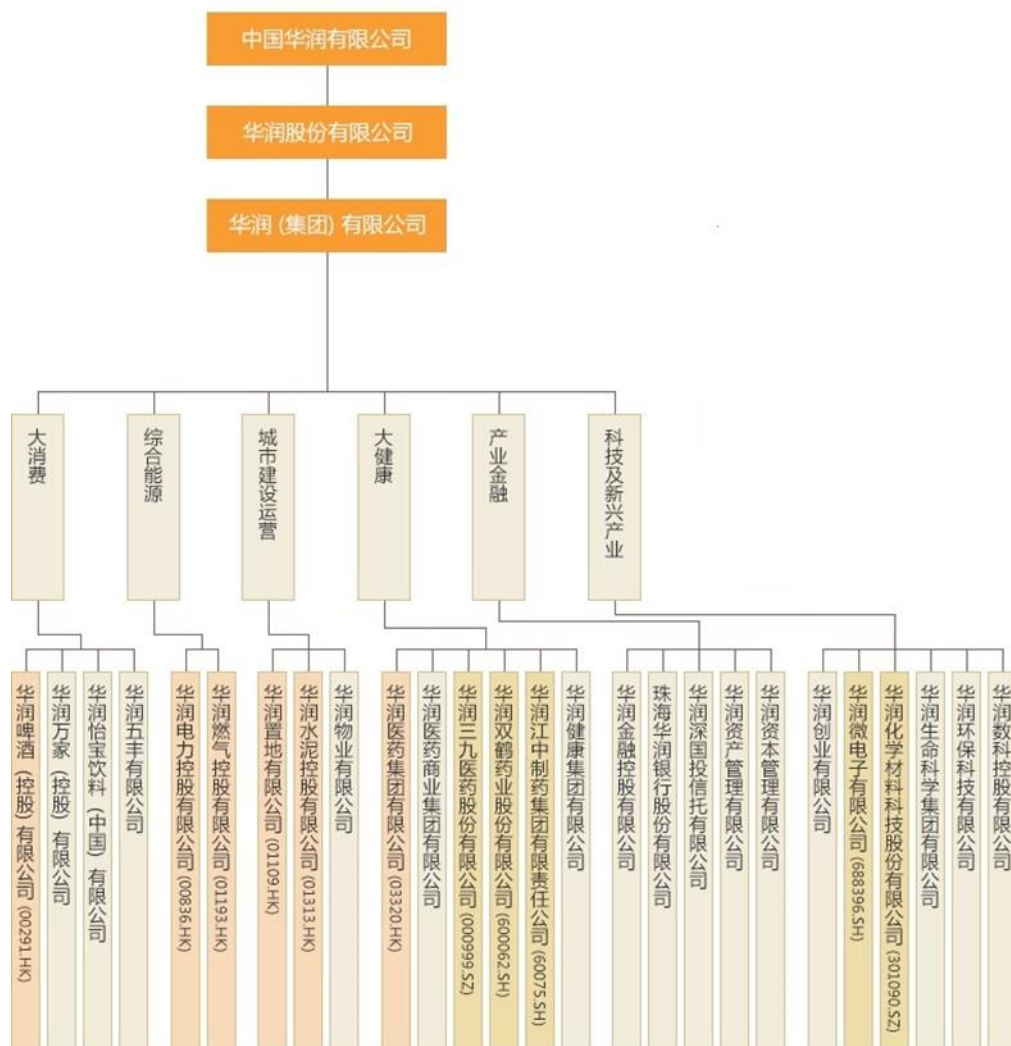 中国华润有限公司
华润股份有限公司
华润 (集团) 有限公司
大消费
综合能源
城市建设运营
大健康
产业金融
科技及新兴产业
华润啤酒（控股）有限公司 (00291.HK)
华润万家（控股）有限公司
华润怡宝饮料（中国）有限公司
华润五丰有限公司
华润电力控股有限公司 (00836.HK)
华润燃气控股有限公司 (01193.HK)
华润置地有限公司 (01109.HK)
华润水泥控股有限公司 (01313.HK)
华润物业有限公司
华润医药集团有限公司 (03320.HK)
华润医药商业集团有限公司
华润三九医药股份有限公司 (000999.SZ)
华润双鹤药业股份有限公司 (600062.SH)
华润江中制药集团有限责任公司 (60075.SH)
华润健康集团有限公司
华润金融控股有限公司
珠海华润银行股份有限公司
华润深国投信托有限公司
华润资产管理有限公司
华润资本管理有限公司
华润创业有限公司
华润微电子有限公司 (688396.SH)
华润化学材料科技股份有限公司 (301090.SZ)
华润生命科学集团有限公司
华润环保科技有限公司
华润数科控股有限公司